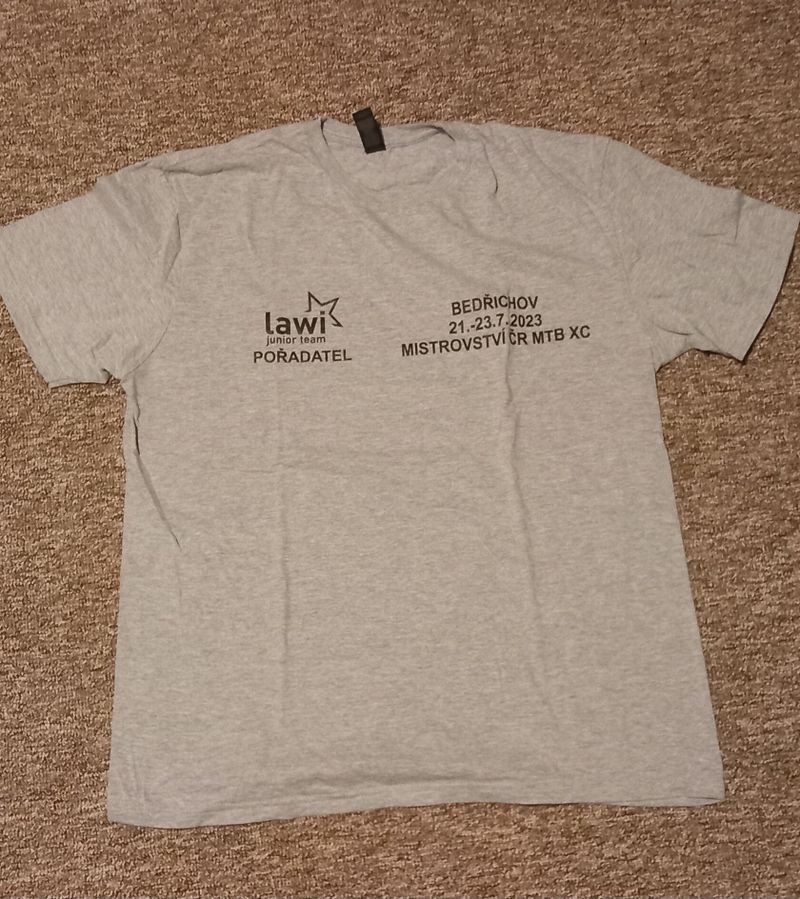 lawi
junior team
POŘADATEL
BEDŘICHOV
21.-23.7.2023
MISTROVSTVÍ ČR MTB XC